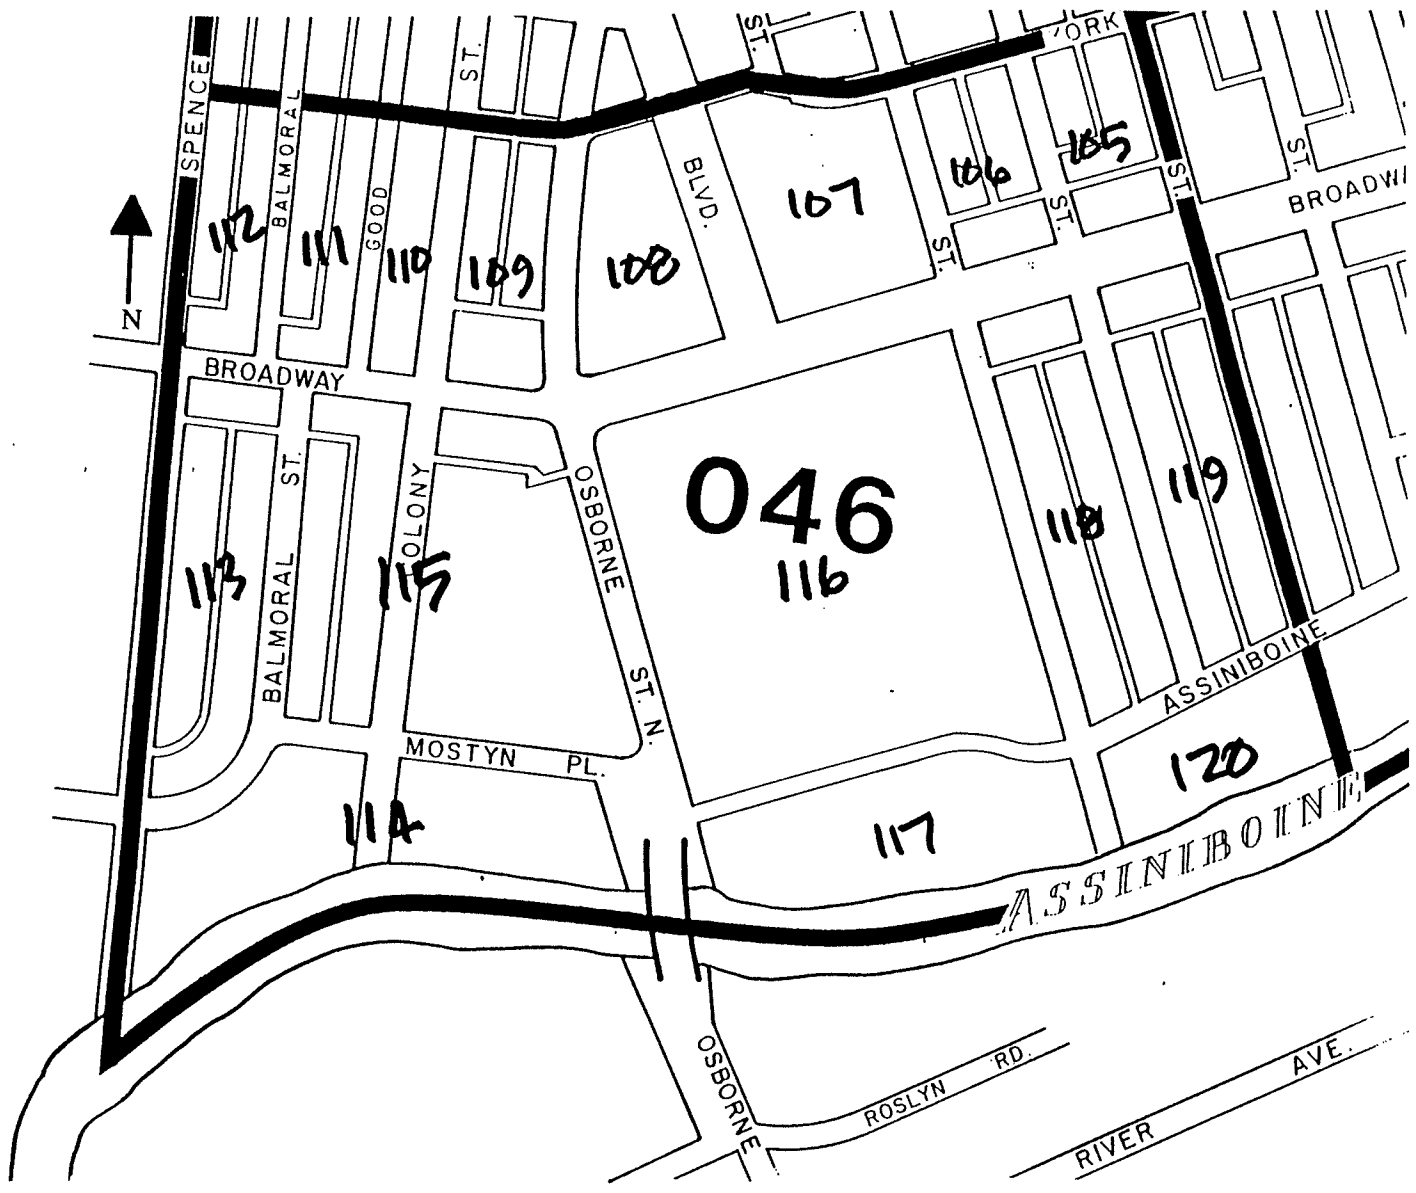 ST.
ST.
YORK
SPENCE
BALMORAL
105
106
ST.
ST.
BLVD.
107
BROADWA
GOOD
ST.
112
111
110
109
108
ST.
N
BROADWAY
ST.
COLONY
OSBORNE
046
119
118
116
113
115
BALMORAL
ST. N.
ASSINIBOINE
MOSTYN PL.
120
114
117
ASSINIBOINE
OSBORNE
ROSLYN RD.
RIVER AVE.